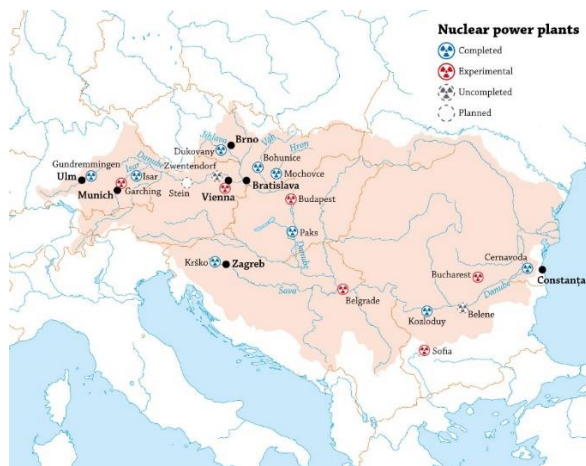 Nuclear power plants
Completed
Experimental
Uncompleted
Planned
Jihlava
Brno
Váh
Hron
Dukovany
Bohunice
Gundremmingen
Danube
Zwentendorf
Mochovce
Ulm
Isar
Isar
Munich
Garching
Stein
Vienna
Bratislava
Budapest
Paks
Danube
Krško
Zagreb
Sava
Belgrade
Cernavoda
Bucharest
Constanța
Danube
Kozloduy
Belene
Sofia